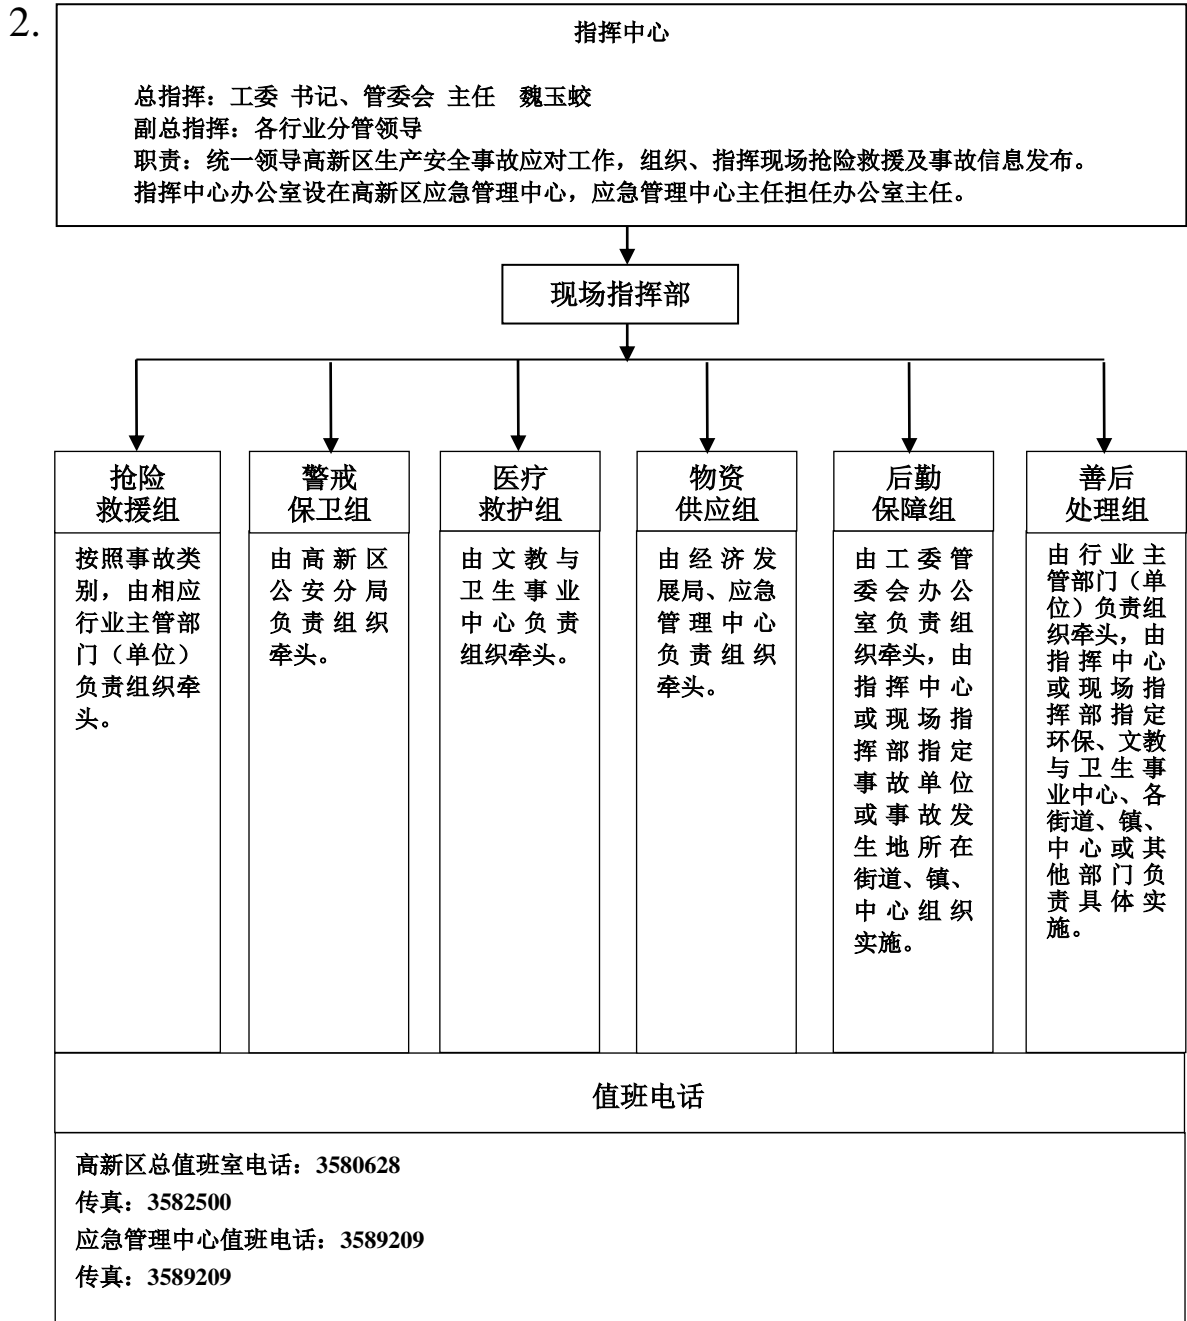 2.
指挥中心
总指挥：工委 书记、管委会 主任 魏玉蛟
副总指挥：各行业分管领导
职责：统一领导高新区生产安全事故应对工作，组织、指挥现场抢险救援及事故信息发布。
指挥中心办公室设在高新区应急管理中心，应急管理中心主任担任办公室主任。
现场指挥部
抢险
救援组
按照事故类
别，由相应
行业主管部
门（单位）
负责组织牵
头。
警戒
保卫组
由高新区
公安分局
负责组织
牵头。
医疗
救护组
由文教与
卫生事业
中心负责
组织牵头。
物资
供应组
由经济发
展局、应急
管理中心
负责组织
牵头。
后勤
保障组
由工委管
委会办公
室负责组
织牵头，由
指挥中心
或现场指
挥部指定
事故单位
或事故发
生地所在
街道、镇、
中心组织
实施。
善后
处理组
由行业主
管部门（单
位）负责组
织牵头，由
指挥中心
或现场指
挥部指定
环保、文教
与卫生事
业中心、各
街道、镇、
中心或其
他部门负
责具体实
施。
值班电话
高新区总值班室电话：3580628
传真：3582500
应急管理中心值班电话：3589209
传真：3589209